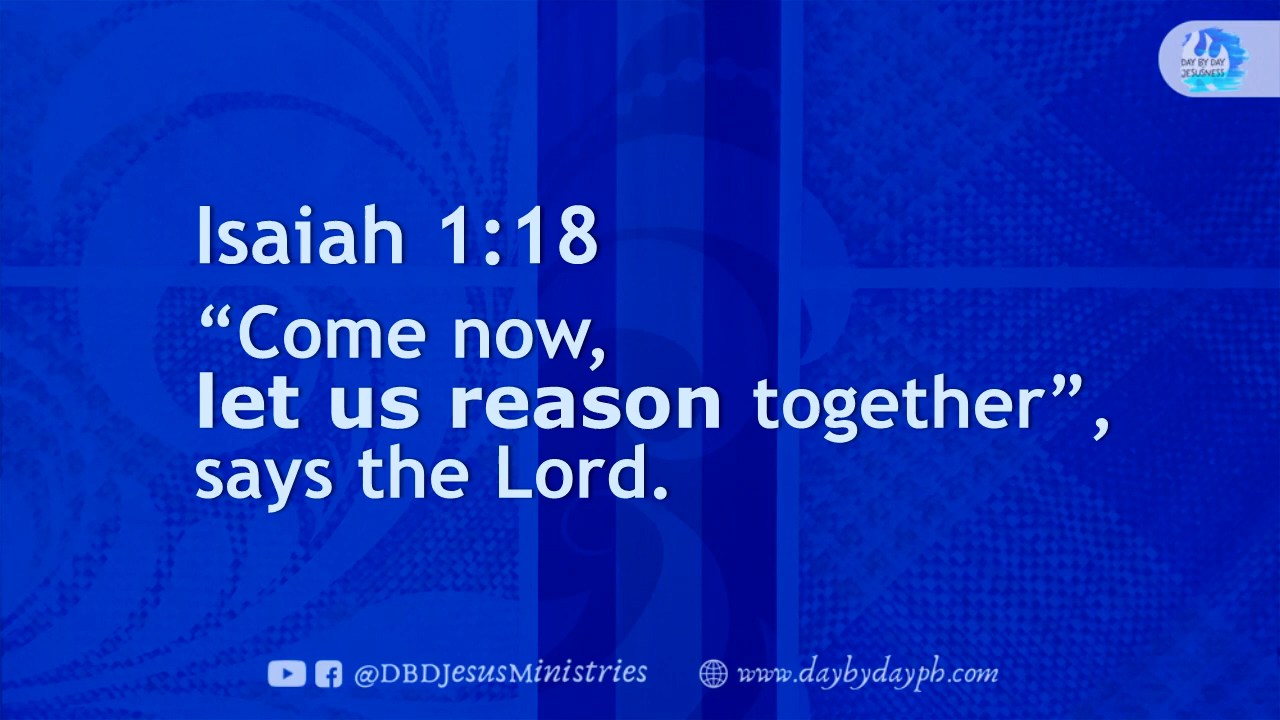 DAY BY DAY
JESUSNESS
Isaiah 1:18
“Come now,
let us reason together”,
says the Lord.
@DBDJesusMinistries
www.daybydayph.com